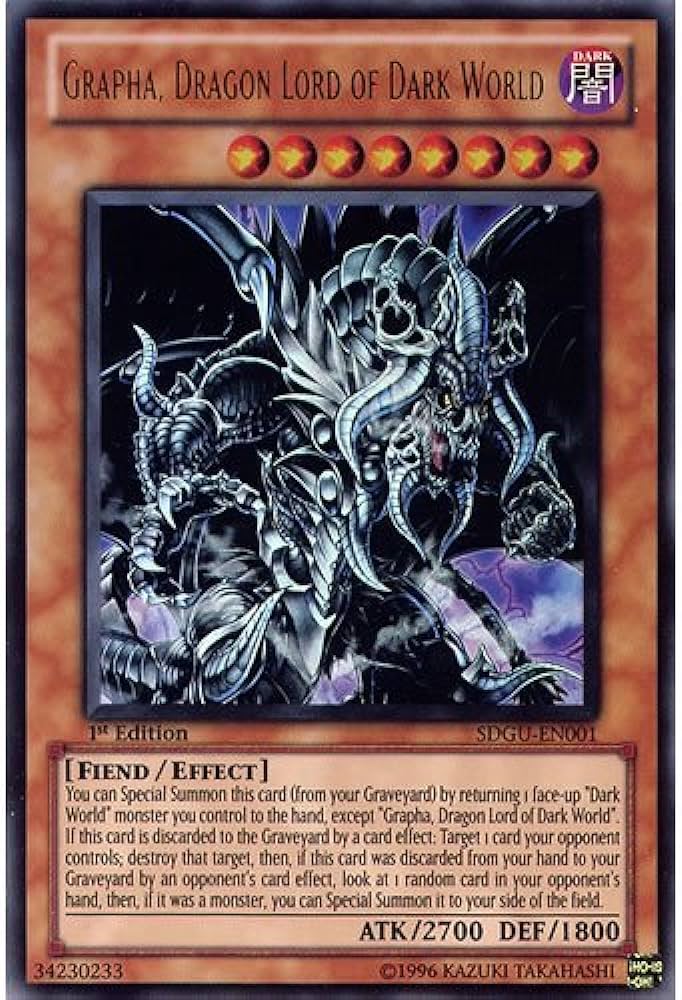 GRAPHA, DRAGON LORD OF DARK WORLD
DARK
闇
1st Edition
SDGU-EN001
[FIEND / EFFECT]
You can Special Summon this card (from your Graveyard) by returning 1 face-up "Dark
World" monster you control to the hand, except "Grapha, Dragon Lord of Dark World".
If this card is discarded to the Graveyard by a card effect: Target 1 card your opponent
controls; destroy that target, then, if this card was discarded from your hand to your
Graveyard by an opponent's card effect, look at 1 random card in your opponent's
hand, then, if it was a monster, you can Special Summon it to your side of the field.
ATK/2700 DEF/1800
34230233
©1996 KAZUKI TAKAHASHI